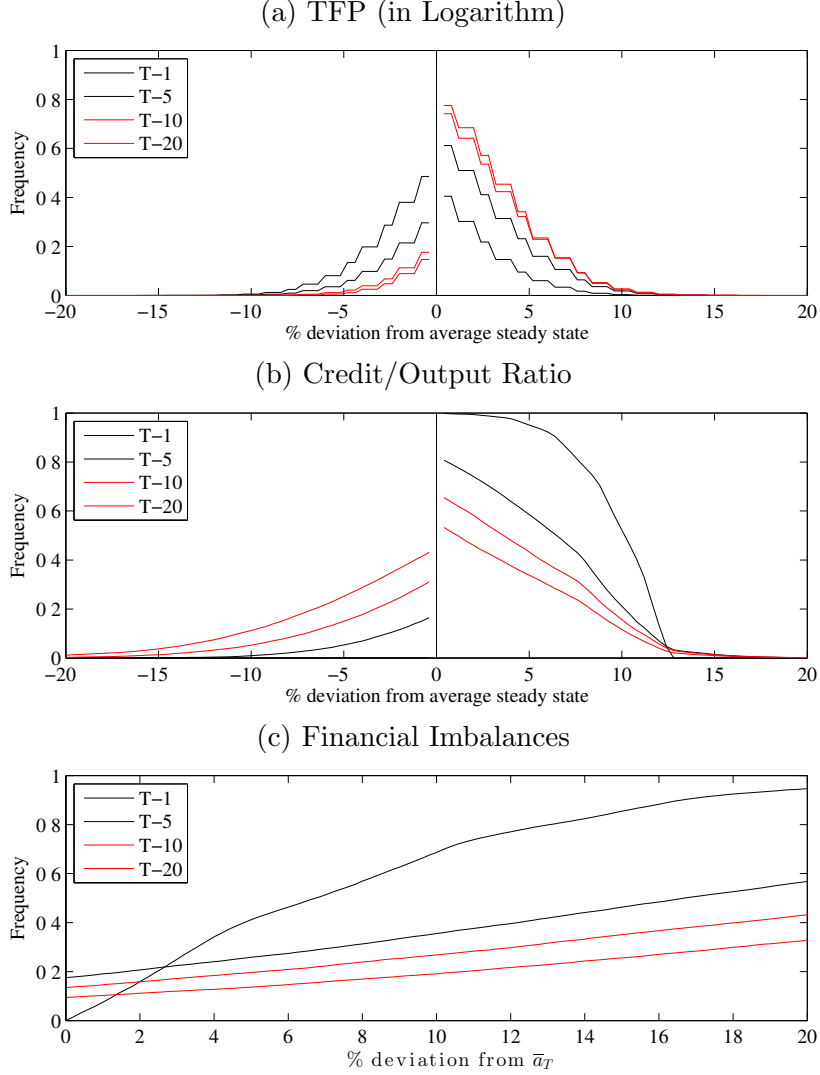 (a) TFP (in Logarithm)
1
0 8
0 6
0 4
0 2
0
Frequency
T−1
T−5
T−10
T−20
−20 −15 −10 −5 0 5 10 15 20
% deviation from average steady state
(b) Credit/Output Ratio
1
0 8
0 6
0 4
0 2
0
Frequency
T−1
T−5
T−10
T−20
−20 −15 −10 −5 0 5 10 15 20
% deviation from average steady state
(c) Financial Imbalances
1
0 8
0 6
0 4
0 2
0
Frequency
T−1
T−5
T−10
T−20
0 2 4 6 8 10 12 14 16 18 20
% deviation from a̅_T